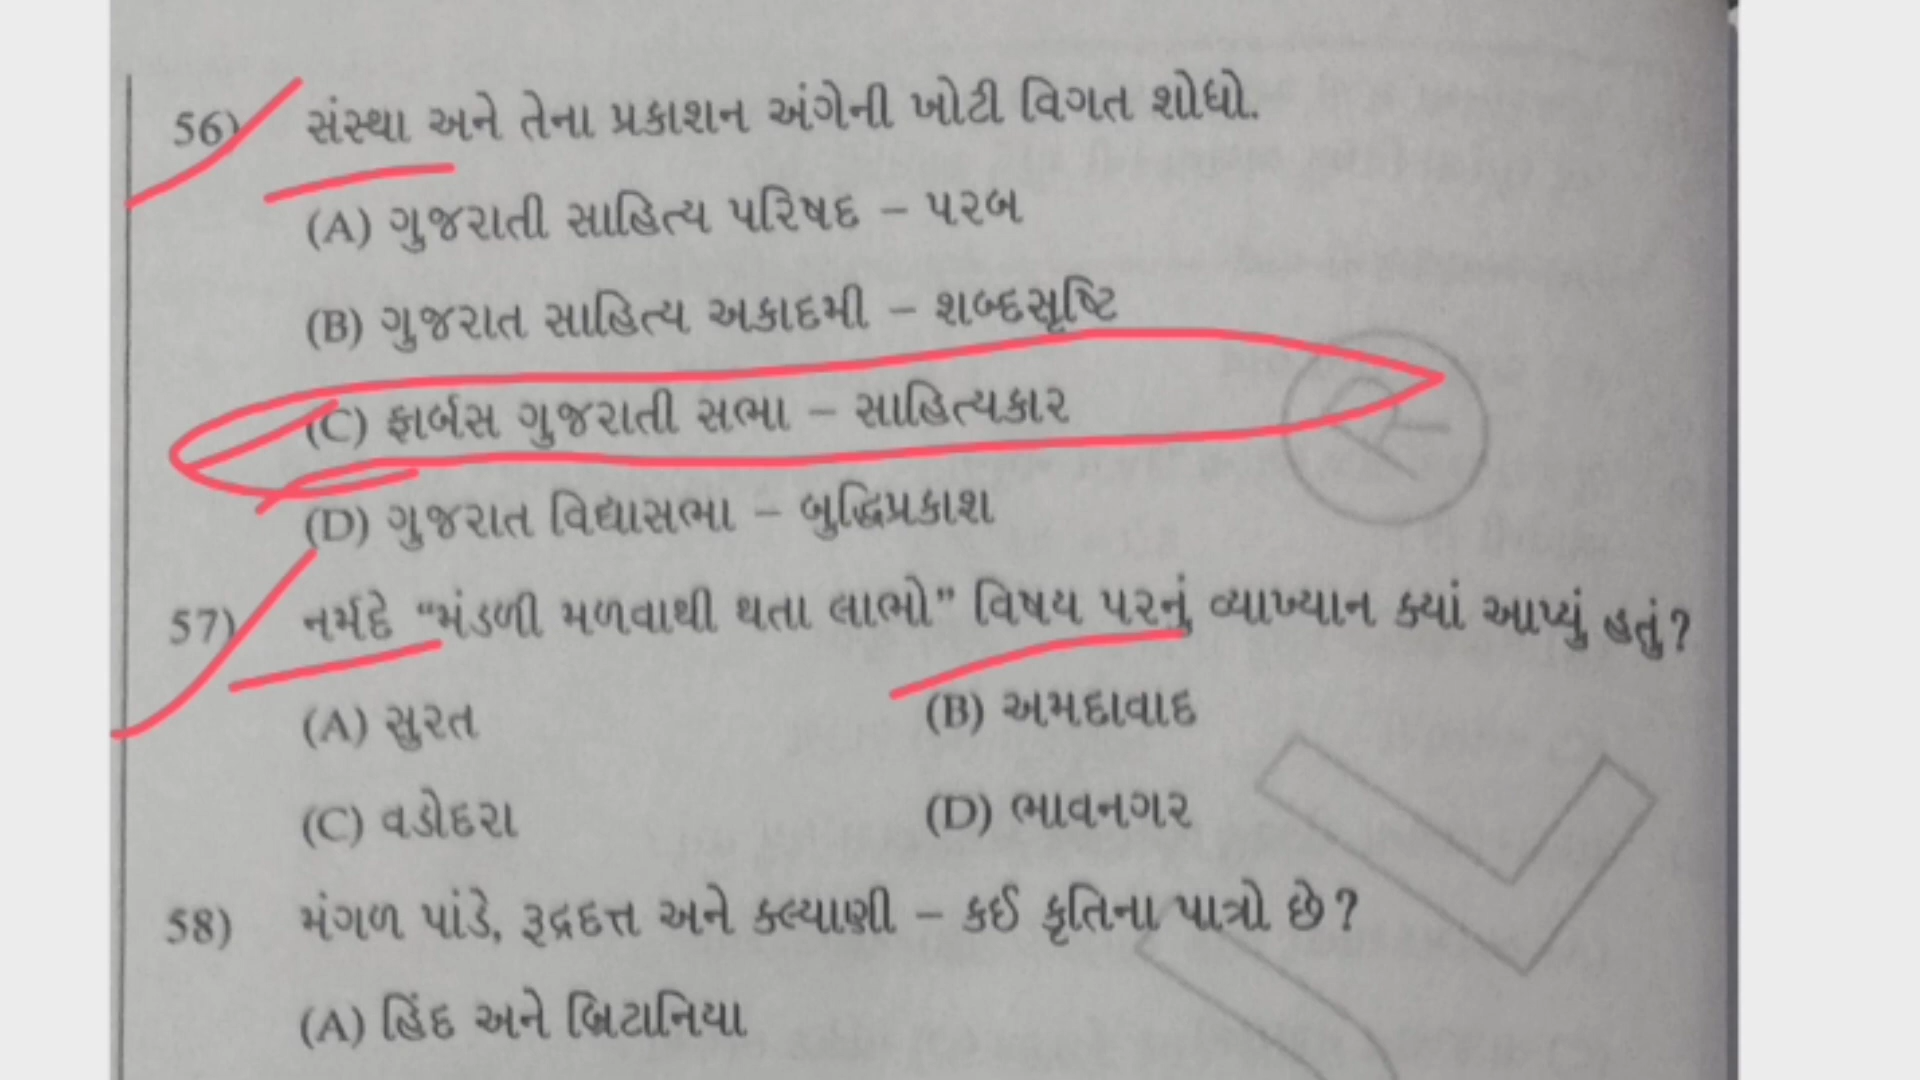 56) સંસ્થા અને તેના પ્રકાશન અંગેની ખોટી વિગત શોધો.
(A) ગુજરાતી સાહિત્ય પરિષદ – પરબ
(B) ગુજરાત સાહિત્ય અકાદમી – શબ્દસૃષ્ટિ
(C) ફાર્બસ ગુજરાતી સભા – સાહિત્યકાર
(D) ગુજરાત વિદ્યાસભા – બુદ્ધિપ્રકાશ
57) નર્મદે “મંડળી મળવાથી થતા લાભો” વિષય પરનું વ્યાખ્યાન ક્યાં આપ્યું હતું?
(A) સુરત (B) અમદાવાદ
(C) વડોદરા (D) ભાવનગર
58) મંગળ પાંડે, રૂદ્રદત્ત અને કલ્યાણી – કઈ કૃતિના પાત્રો છે?
(A) હિંદ અને બ્રિટાનિયા